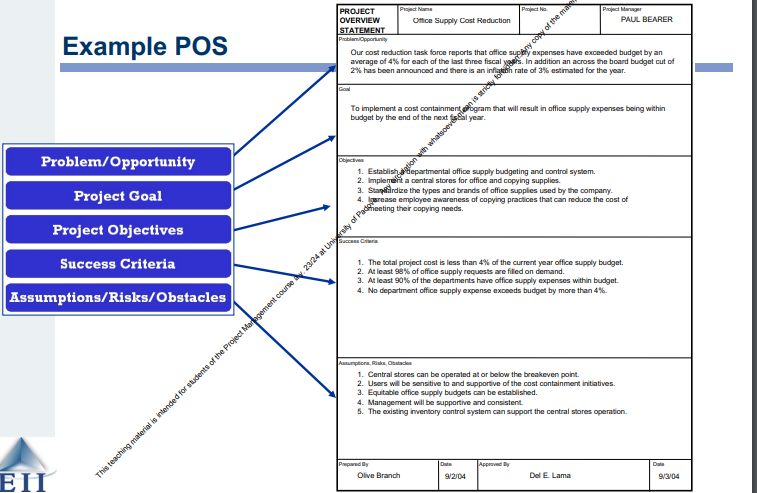 Example POS
Problem/Opportunity
Project Goal
Project Objectives
Success Criteria
Assumptions/Risks/Obstacles
PROJECT
OVERVIEW
STATEMENT
Project Name
Office Supply Cost Reduction
Project No.
Project Manager
PAUL BEARER
Problem/Opportunity
Our cost reduction task force reports that office supply expenses have exceeded budget by an
average of 4% for each of the last three fiscal years. In addition an across the board budget cut of
2% has been announced and there is an inflation rate of 3% estimated for the year.
Goal
To implement a cost containment program that will result in office supply expenses being within
budget by the end of the next fiscal year.
Objectives
1. Establish departmental office supply budgeting and control system.
2. Implement a central stores for office and copying supplies.
3. Standardize the types and brands of office supplies used by the company.
4. Increase employee awareness of copying practices that can reduce the cost of
meeting their copying needs.
Success Criteria
1. The total project cost is less than 4% of the current year office supply budget.
2. At least 98% of office supply requests are filled on demand.
3. At least 90% of the departments have office supply expenses within budget.
4. No department office supply expense exceeds budget by more than 4%.
Assumptions, Risks, Obstacles
1. Central stores can be operated at or below the breakeven point.
2. Users will be sensitive to and supportive of the cost containment initiatives.
3. Equitable office supply budgets can be established.
4. Management will be supportive and consistent.
5. The existing inventory control system can support the central stores operation.
Prepared By
Olive Branch
Date
9/2/04
Approved By
Del E. Lama
Date
9/3/04
This teaching material is intended for students of the Project Management course a.y. 23/24 at University of Padova. Any circulation with whatsoever mean is strictly forbidden. Any copy of the
EII